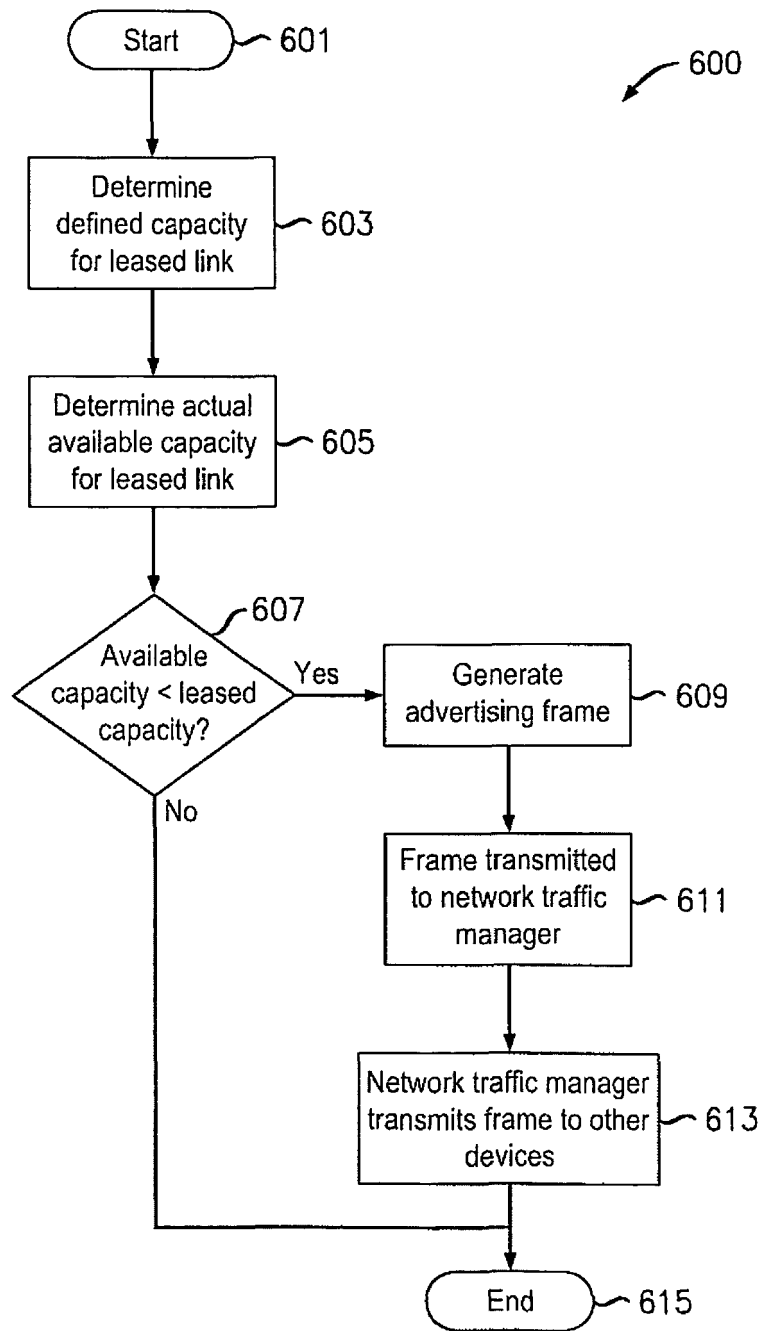 Start
601
600
Determine
defined capacity
for leased link
603
Determine actual
available capacity
for leased link
605
607
Available
capacity < leased
capacity?
Yes
No
Generate
advertising frame
609
Frame transmitted
to network traffic
manager
611
Network traffic manager
transmits frame to other
devices
613
End
615